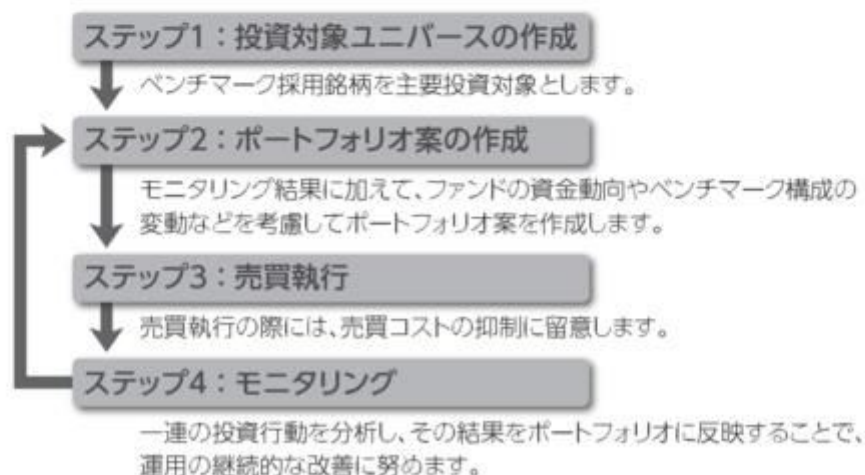 ステップ1：投資対象ユニバースの作成
ベンチマーク採用銘柄を主要投資対象とします。
ステップ2：ポートフォリオ案の作成
モニタリング結果に加えて、ファンドの資金動向やベンチマーク構成の
変動などを考慮してポートフォリオ案を作成します。
ステップ3：売買執行
売買執行の際には、売買コストの抑制に留意します。
ステップ4：モニタリング
一連の投資行動を分析し、その結果をポートフォリオに反映することで、
運用の継続的な改善に努めます。